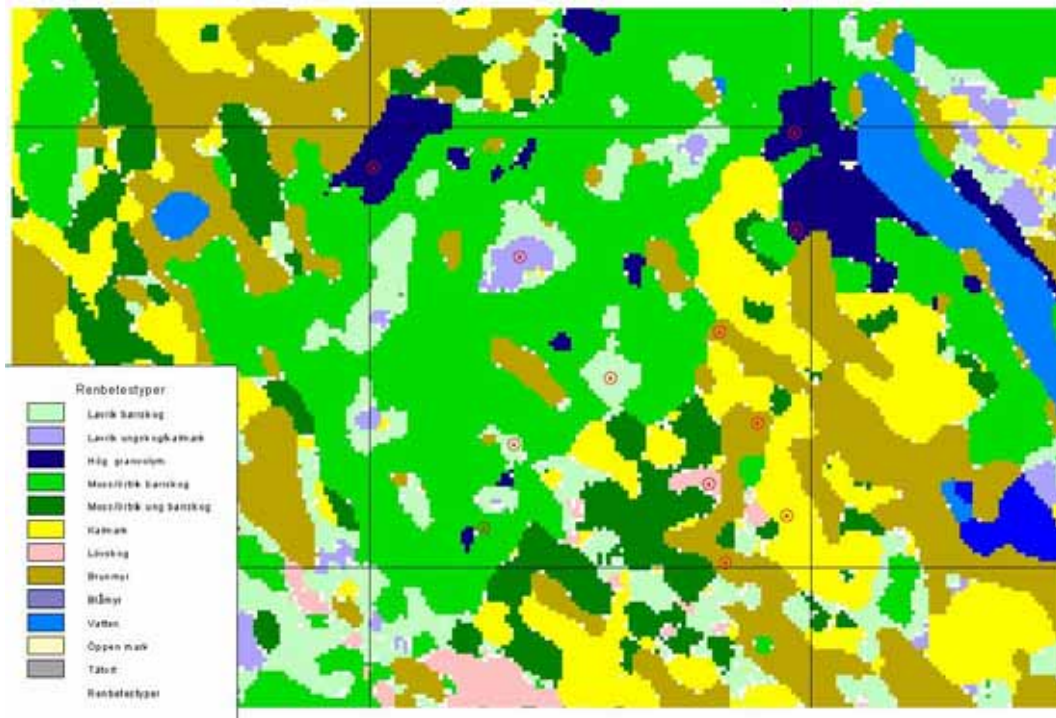 Renbetestyper
Lavrik barrskog
Lavrik ungskog/kalmark
Hög granvolym
Moss/örtrik barrskog
Moss/örtrik ung barrskog
Kalmark
Lövskog
Brunmyr
Blåmyr
Vatten
Öppen mark
Tätort
Renbetestyper